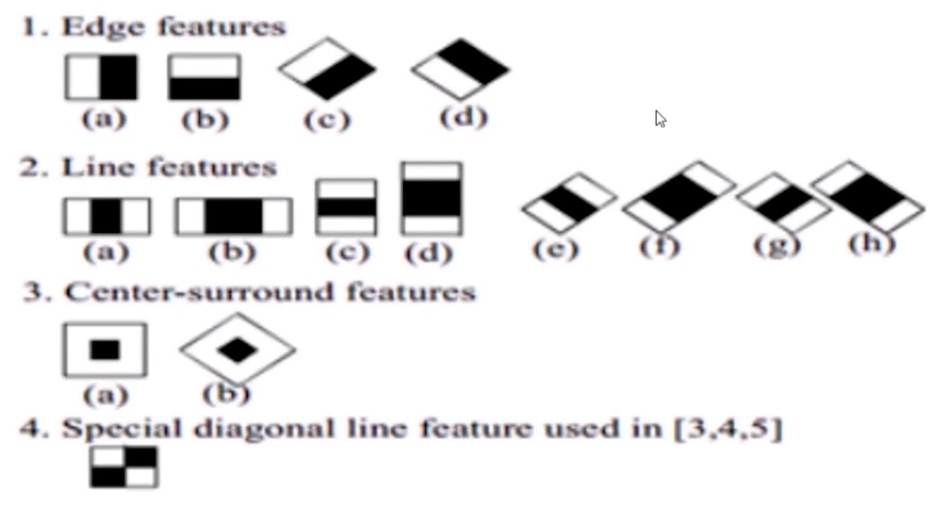 1. Edge features
(a) (b) (c) (d)
2. Line features
(a) (b) (c) (d) (e) (f) (g) (h)
3. Center-surround features
(a) (b)
4. Special diagonal line feature used in [3,4,5]